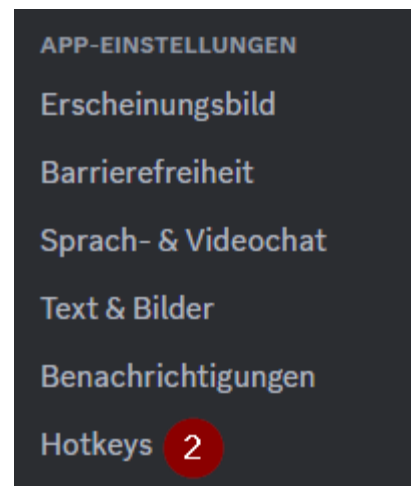 APP-EINSTELLUNGEN
Erscheinungsbild
Barrierefreiheit
Sprach- & Videochat
Text & Bilder
Benachrichtigungen
Hotkeys 2